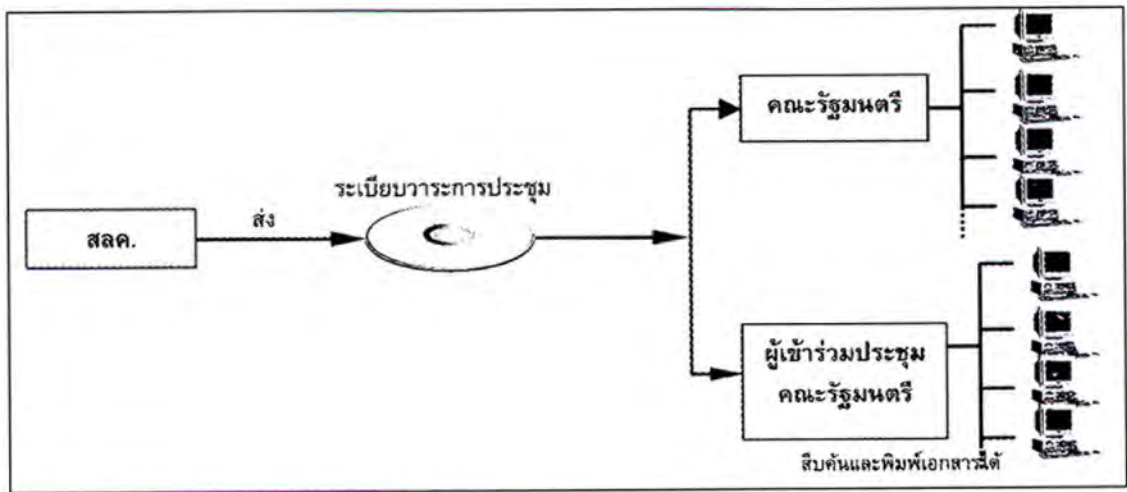 คณะรัฐมนตรี
ระเบียบวาระการประชุม
ส่ง
สลค.
ผู้เข้าร่วมประชุม
คณะรัฐมนตรี
สืบค้นและพิมพ์เอกสารได้